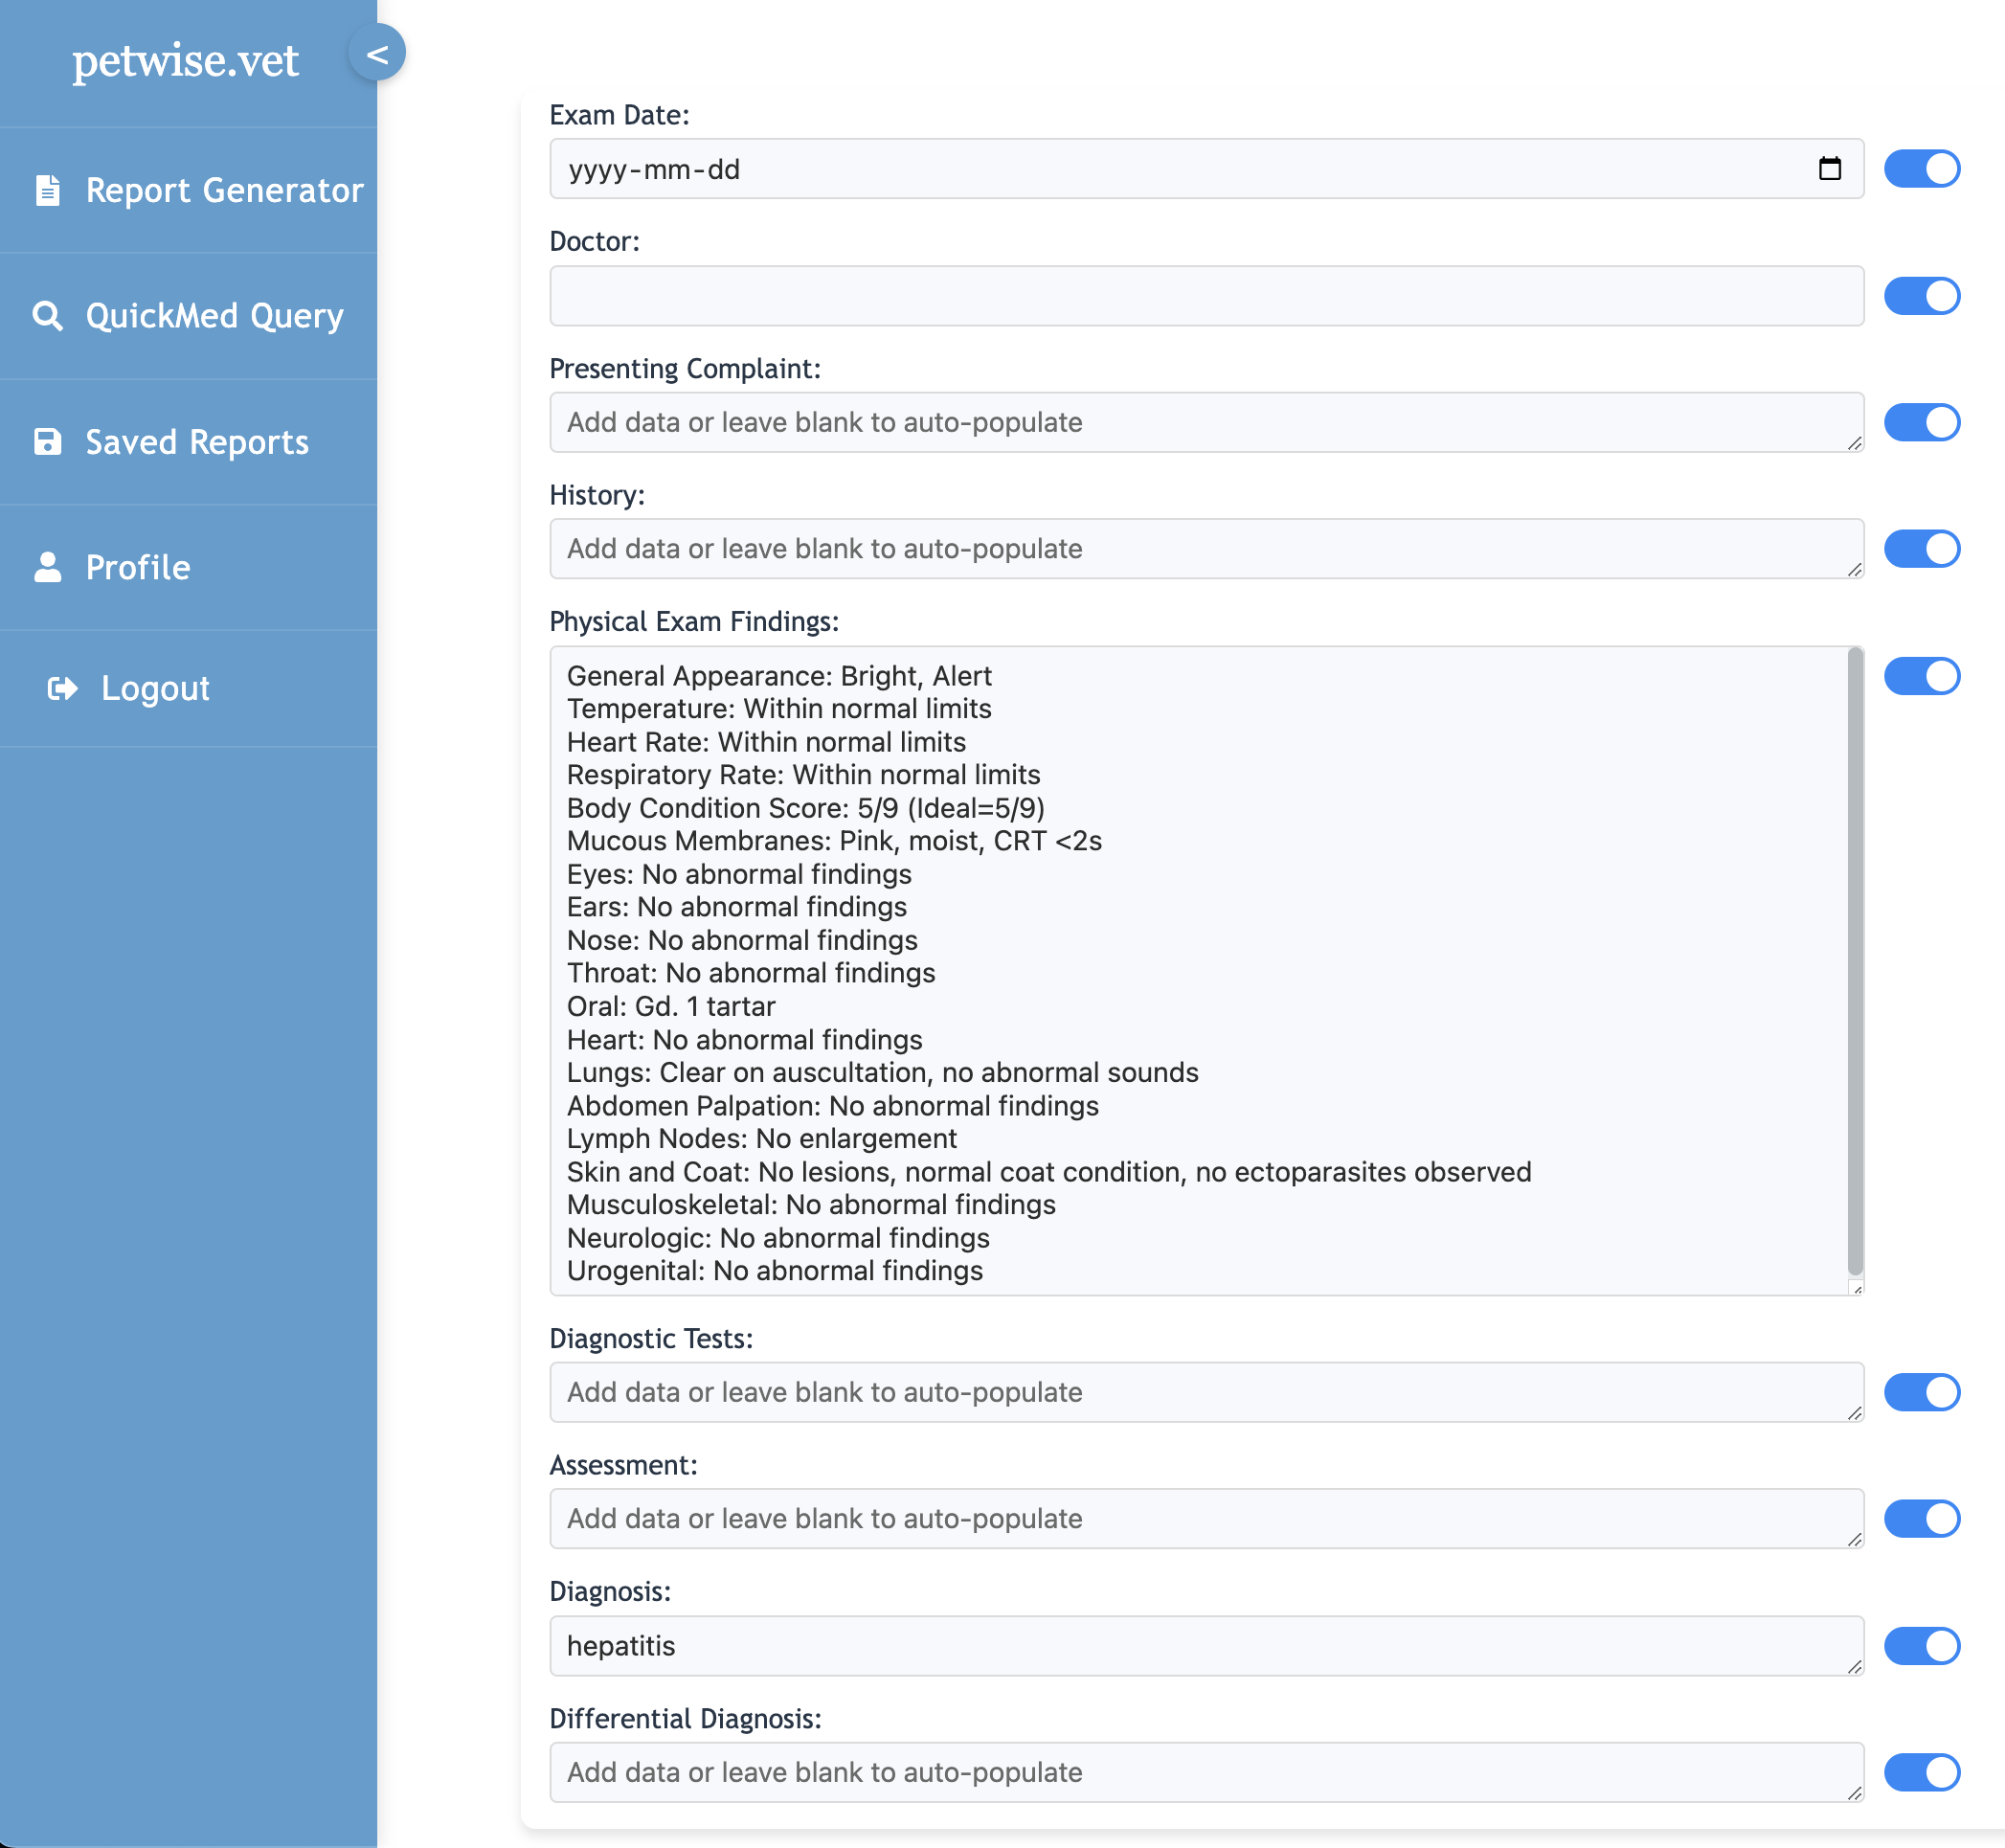 petwise.vet
<
Report Generator
QuickMed Query
Saved Reports
Profile
Logout
Exam Date:
yyyy-mm-dd
Doctor:
Presenting Complaint:
Add data or leave blank to auto-populate
History:
Add data or leave blank to auto-populate
Physical Exam Findings:
General Appearance: Bright, Alert
Temperature: Within normal limits
Heart Rate: Within normal limits
Respiratory Rate: Within normal limits
Body Condition Score: 5/9 (Ideal=5/9)
Mucous Membranes: Pink, moist, CRT <2s
Eyes: No abnormal findings
Ears: No abnormal findings
Nose: No abnormal findings
Throat: No abnormal findings
Oral: Gd. 1 tartar
Heart: No abnormal findings
Lungs: Clear on auscultation, no abnormal sounds
Abdomen Palpation: No abnormal findings
Lymph Nodes: No enlargement
Skin and Coat: No lesions, normal coat condition, no ectoparasites observed
Musculoskeletal: No abnormal findings
Neurologic: No abnormal findings
Urogenital: No abnormal findings
Diagnostic Tests:
Add data or leave blank to auto-populate
Assessment:
Add data or leave blank to auto-populate
Diagnosis:
hepatitis
Differential Diagnosis:
Add data or leave blank to auto-populate